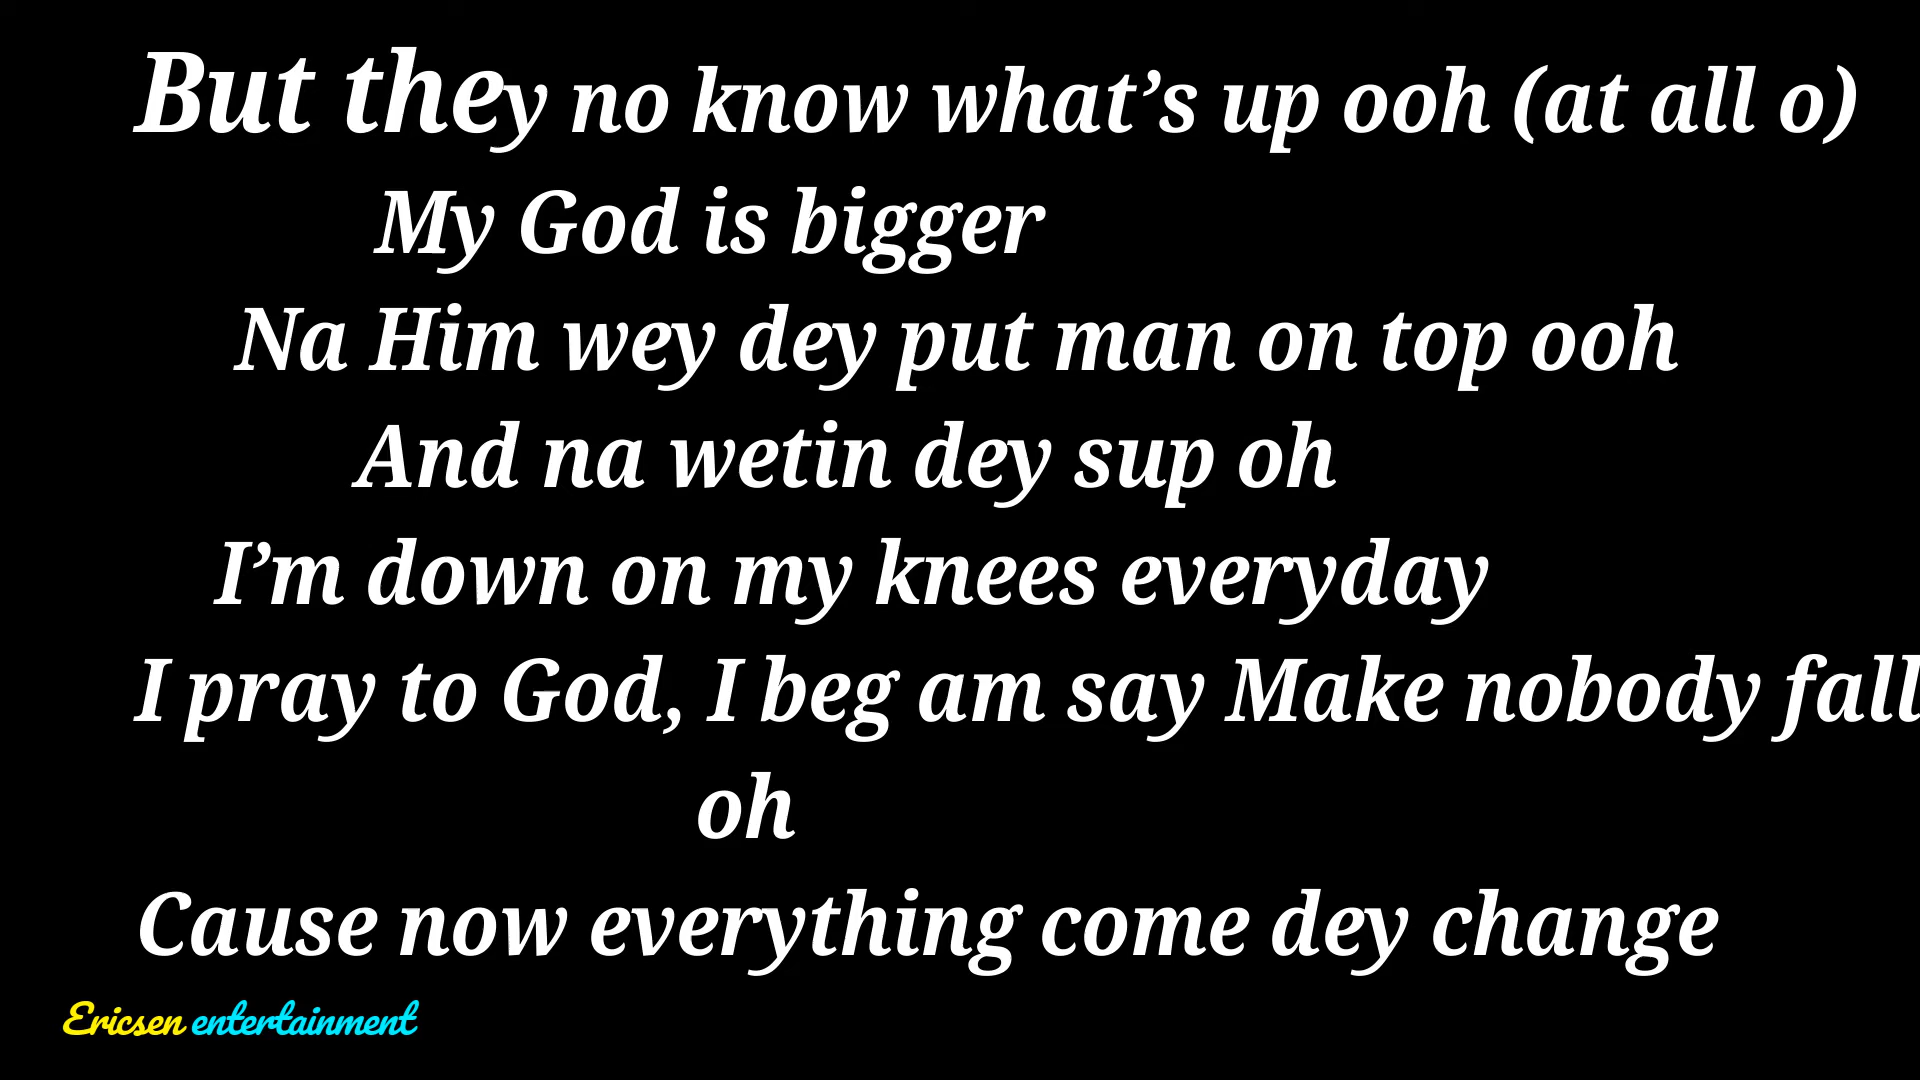 But they no know what’s up ooh (at all o)
My God is bigger
Na Him wey dey put man on top ooh
And na wetin dey sup oh
I’m down on my knees everyday
I pray to God, I beg am say Make nobody fall
oh
Cause now everything come dey change
Ericsen entertainment